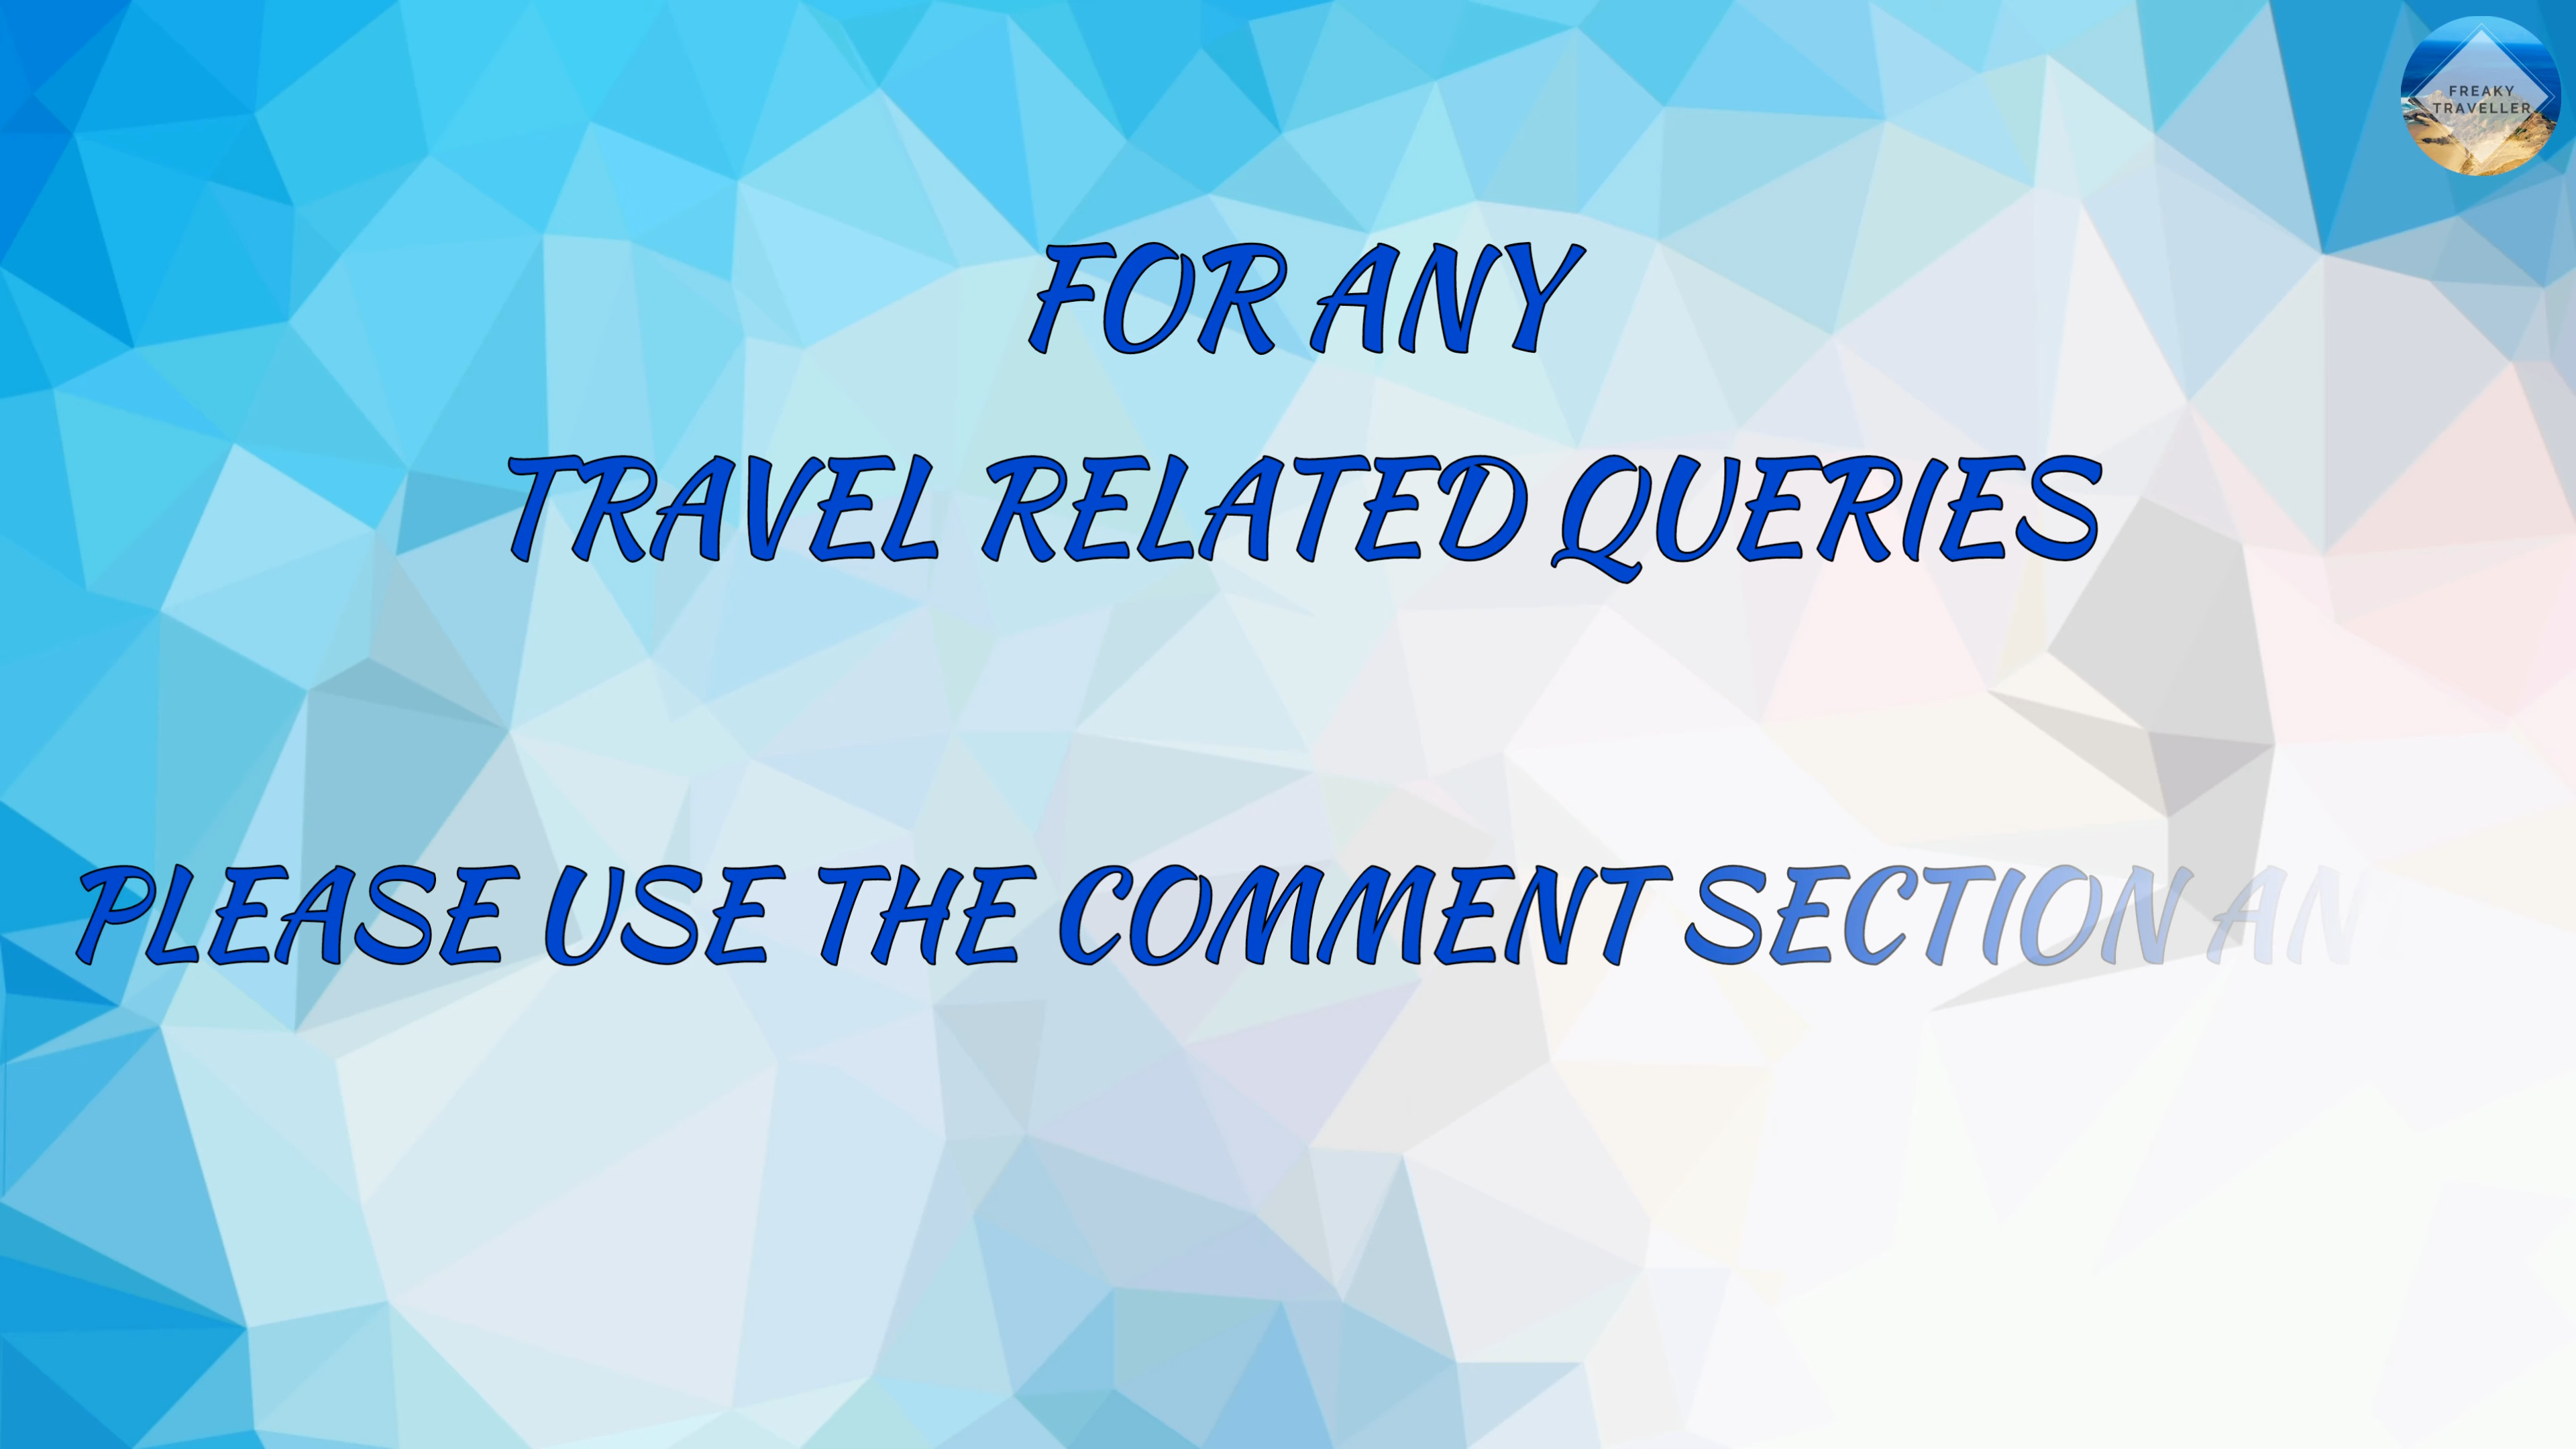 FREAKY
TRAVELLER
FOR ANY
TRAVEL RELATED QUERIES
PLEASE USE THE COMMENT SECTION